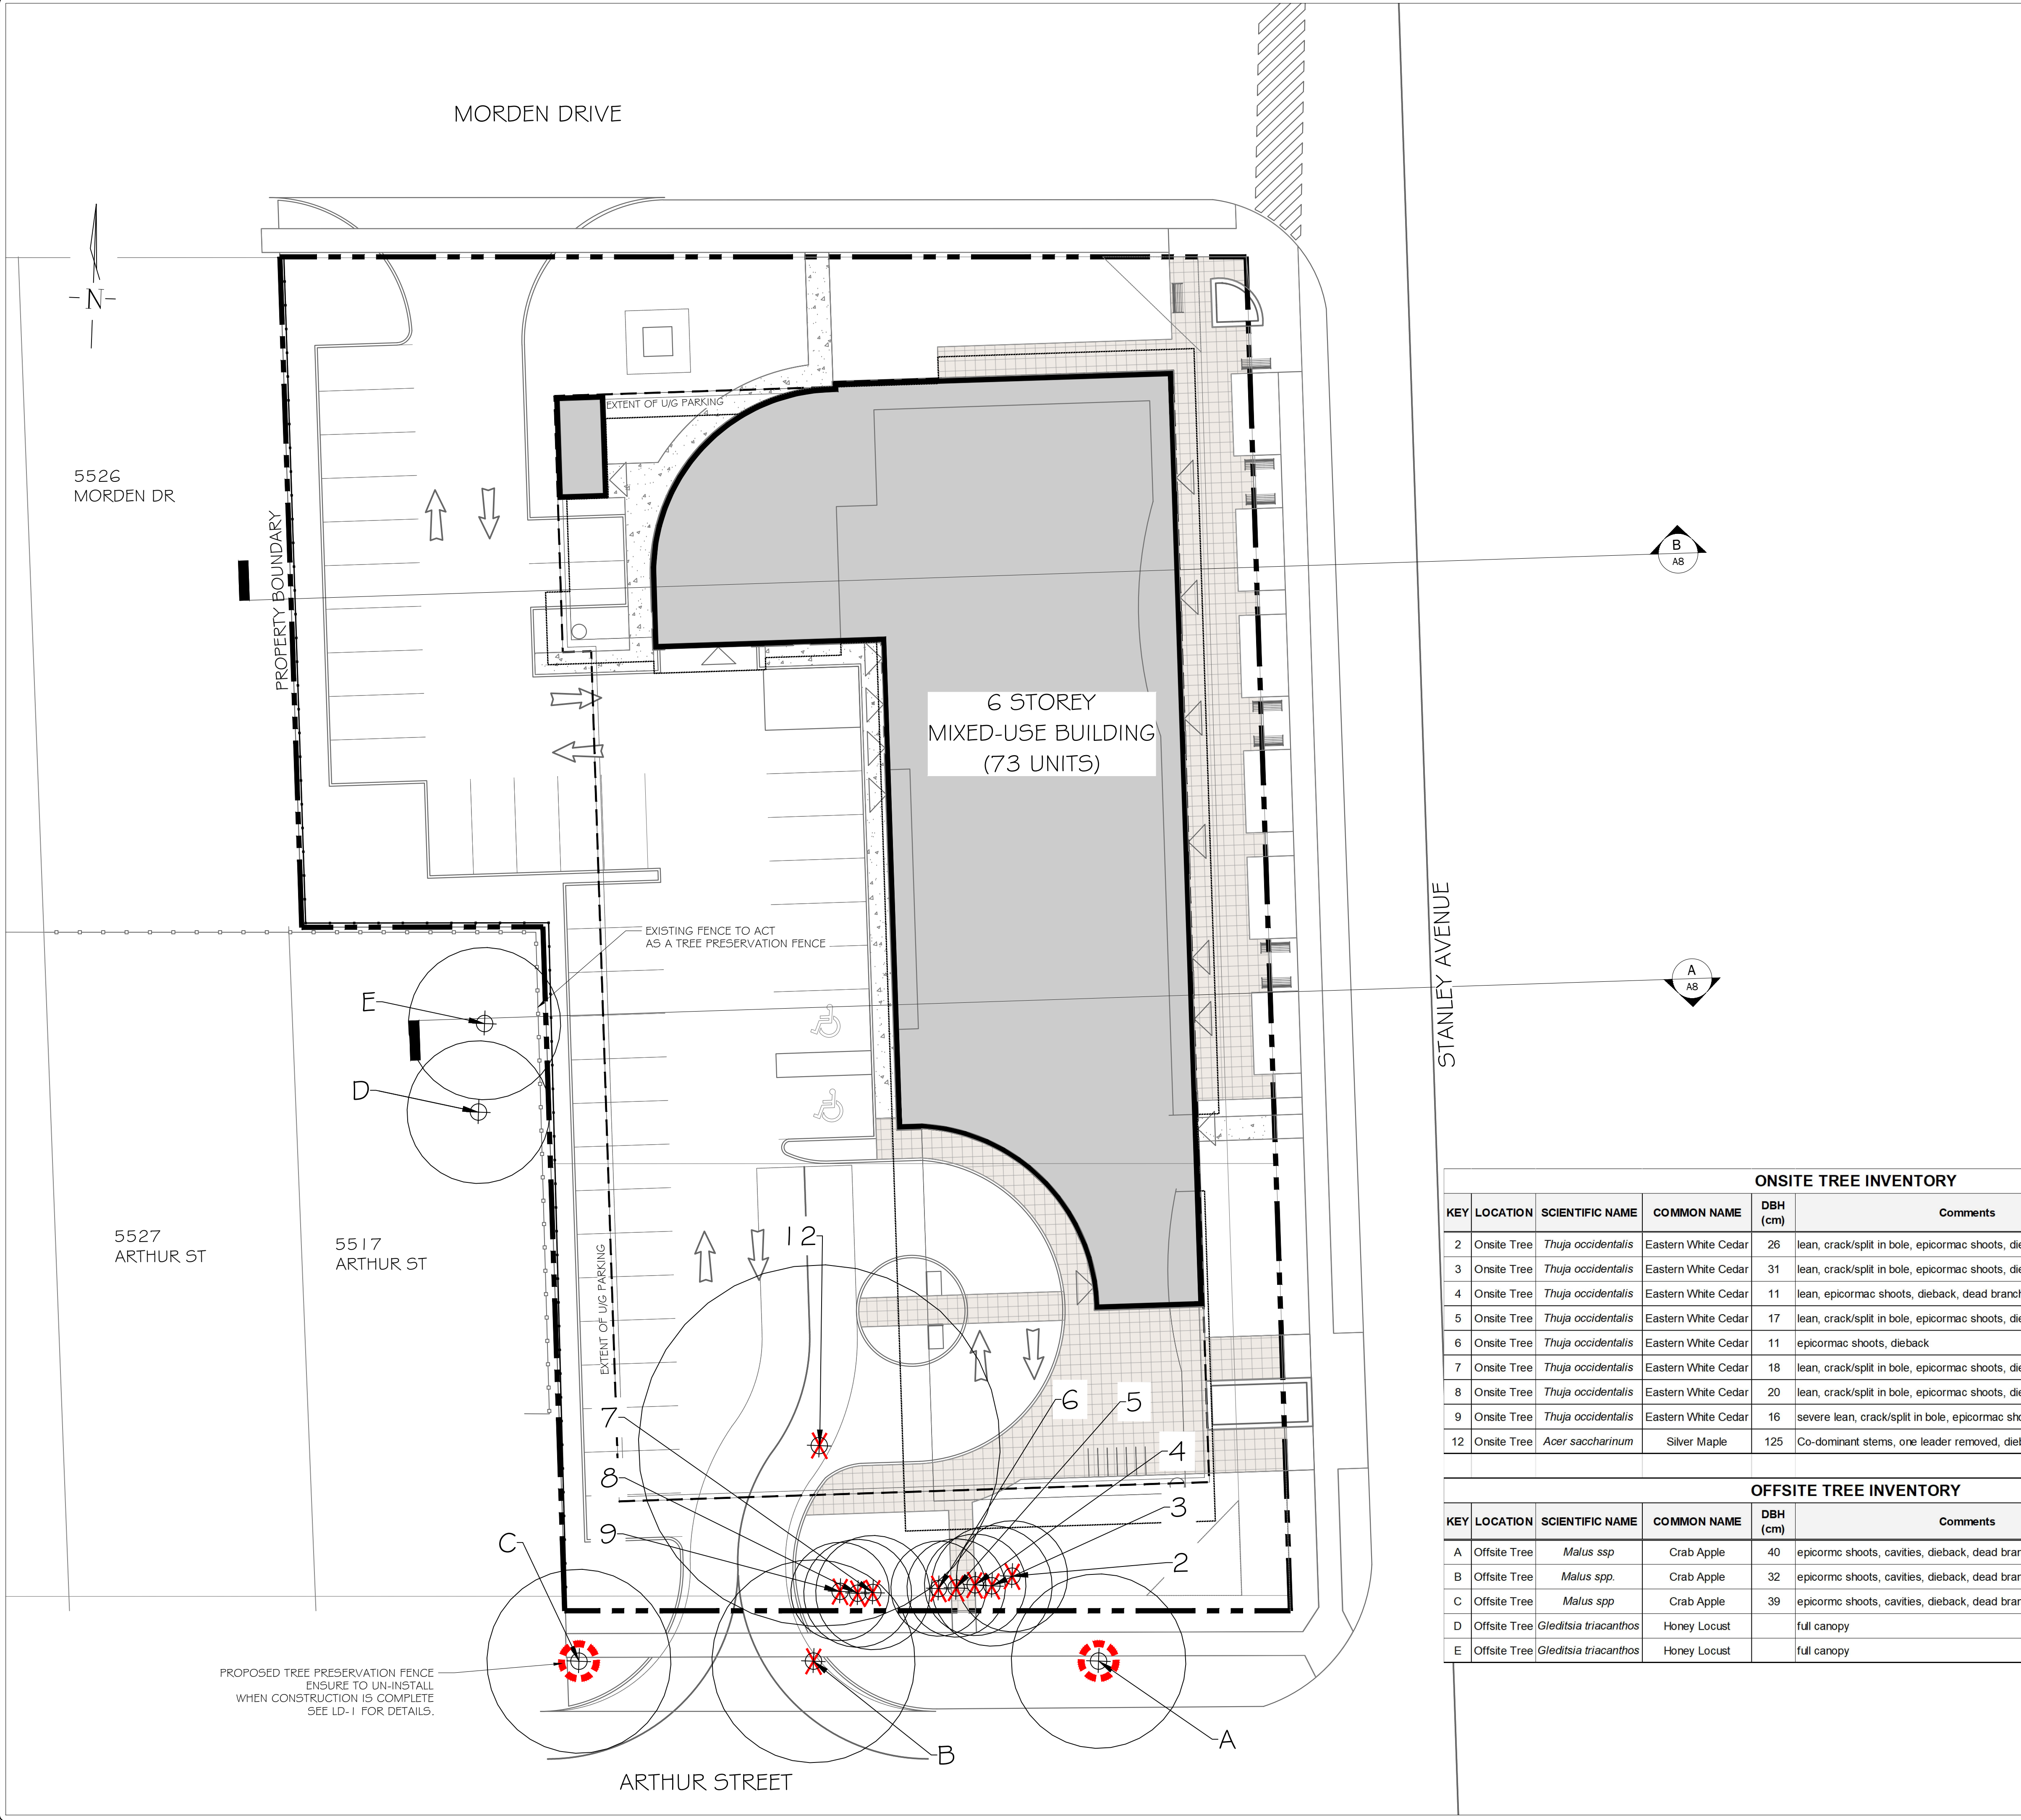 MORDEN DRIVE
-N-
5526
MORDEN DR
PROPERTY BOUNDARY
EXTENT OF U/G PARKING
B
A8
6 STOREY
MIXED-USE BUILDING
(73 UNITS)
STANLEY AVENUE
EXISTING FENCE TO ACT
AS A TREE PRESERVATION FENCE
A
A8
E
D
5527
ARTHUR ST
5517
ARTHUR ST
EXTENT OF U/G PARKING
12
7
8
9
6
5
4
3
2
C
PROPOSED TREE PRESERVATION FENCE
ENSURE TO UN-INSTALL
WHEN CONSTRUCTION IS COMPLETE
SEE LD-1 FOR DETAILS.
B
A
ARTHUR STREET
ONSITE TREE INVENTORY
KEY LOCATION SCIENTIFIC NAME COMMON NAME DBH (cm) Comments
2 Onsite Tree Thuja occidentalis Eastern White Cedar 26 lean, crack/split in bole, epicormac shoots, die
3 Onsite Tree Thuja occidentalis Eastern White Cedar 31 lean, crack/split in bole, epicormac shoots, die
4 Onsite Tree Thuja occidentalis Eastern White Cedar 11 lean, epicormac shoots, dieback, dead branch
5 Onsite Tree Thuja occidentalis Eastern White Cedar 17 lean, crack/split in bole, epicormac shoots, die
6 Onsite Tree Thuja occidentalis Eastern White Cedar 11 epicormac shoots, dieback
7 Onsite Tree Thuja occidentalis Eastern White Cedar 18 lean, crack/split in bole, epicormac shoots, die
8 Onsite Tree Thuja occidentalis Eastern White Cedar 20 lean, crack/split in bole, epicormac shoots, die
9 Onsite Tree Thuja occidentalis Eastern White Cedar 16 severe lean, crack/split in bole, epicormac sho
12 Onsite Tree Acer saccharinum Silver Maple 125 Co-dominant stems, one leader removed, dieb
OFFSITE TREE INVENTORY
KEY LOCATION SCIENTIFIC NAME COMMON NAME DBH (cm) Comments
A Offsite Tree Malus ssp Crab Apple 40 epicormc shoots, cavities, dieback, dead bran
B Offsite Tree Malus spp. Crab Apple 32 epicormc shoots, cavities, dieback, dead bran
C Offsite Tree Malus spp Crab Apple 39 epicormc shoots, cavities, dieback, dead bran
D Offsite Tree Gleditsia triacanthos Honey Locust full canopy
E Offsite Tree Gleditsia triacanthos Honey Locust full canopy